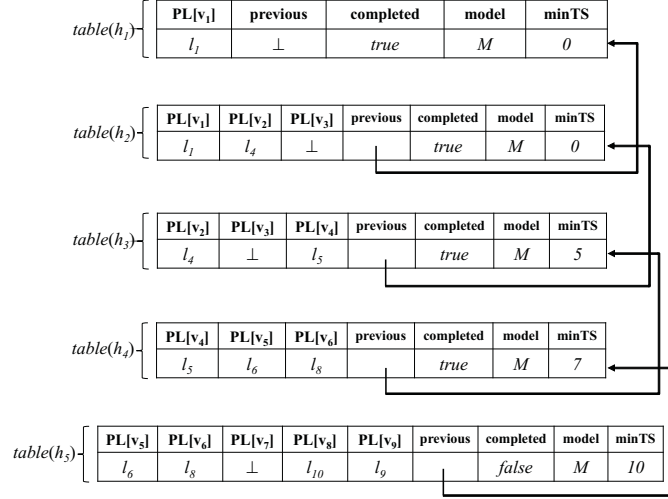 PL[v₁] previous completed model minTS
table(h₁)
l₁ ⊥ true M 0
PL[v₁] PL[v₂] PL[v₃] previous completed model minTS
table(h₂)
l₁ l₄ ⊥ true M 0
PL[v₂] PL[v₃] PL[v₄] previous completed model minTS
table(h₃)
l₄ ⊥ l₅ true M 5
PL[v₄] PL[v₅] PL[v₆] previous completed model minTS
table(h₄)
l₅ l₆ l₈ true M 7
PL[v₅] PL[v₆] PL[v₇] PL[v₈] PL[v₉] previous completed model minTS
table(h₅)
l₆ l₈ ⊥ l₁₀ l₉ false M 10